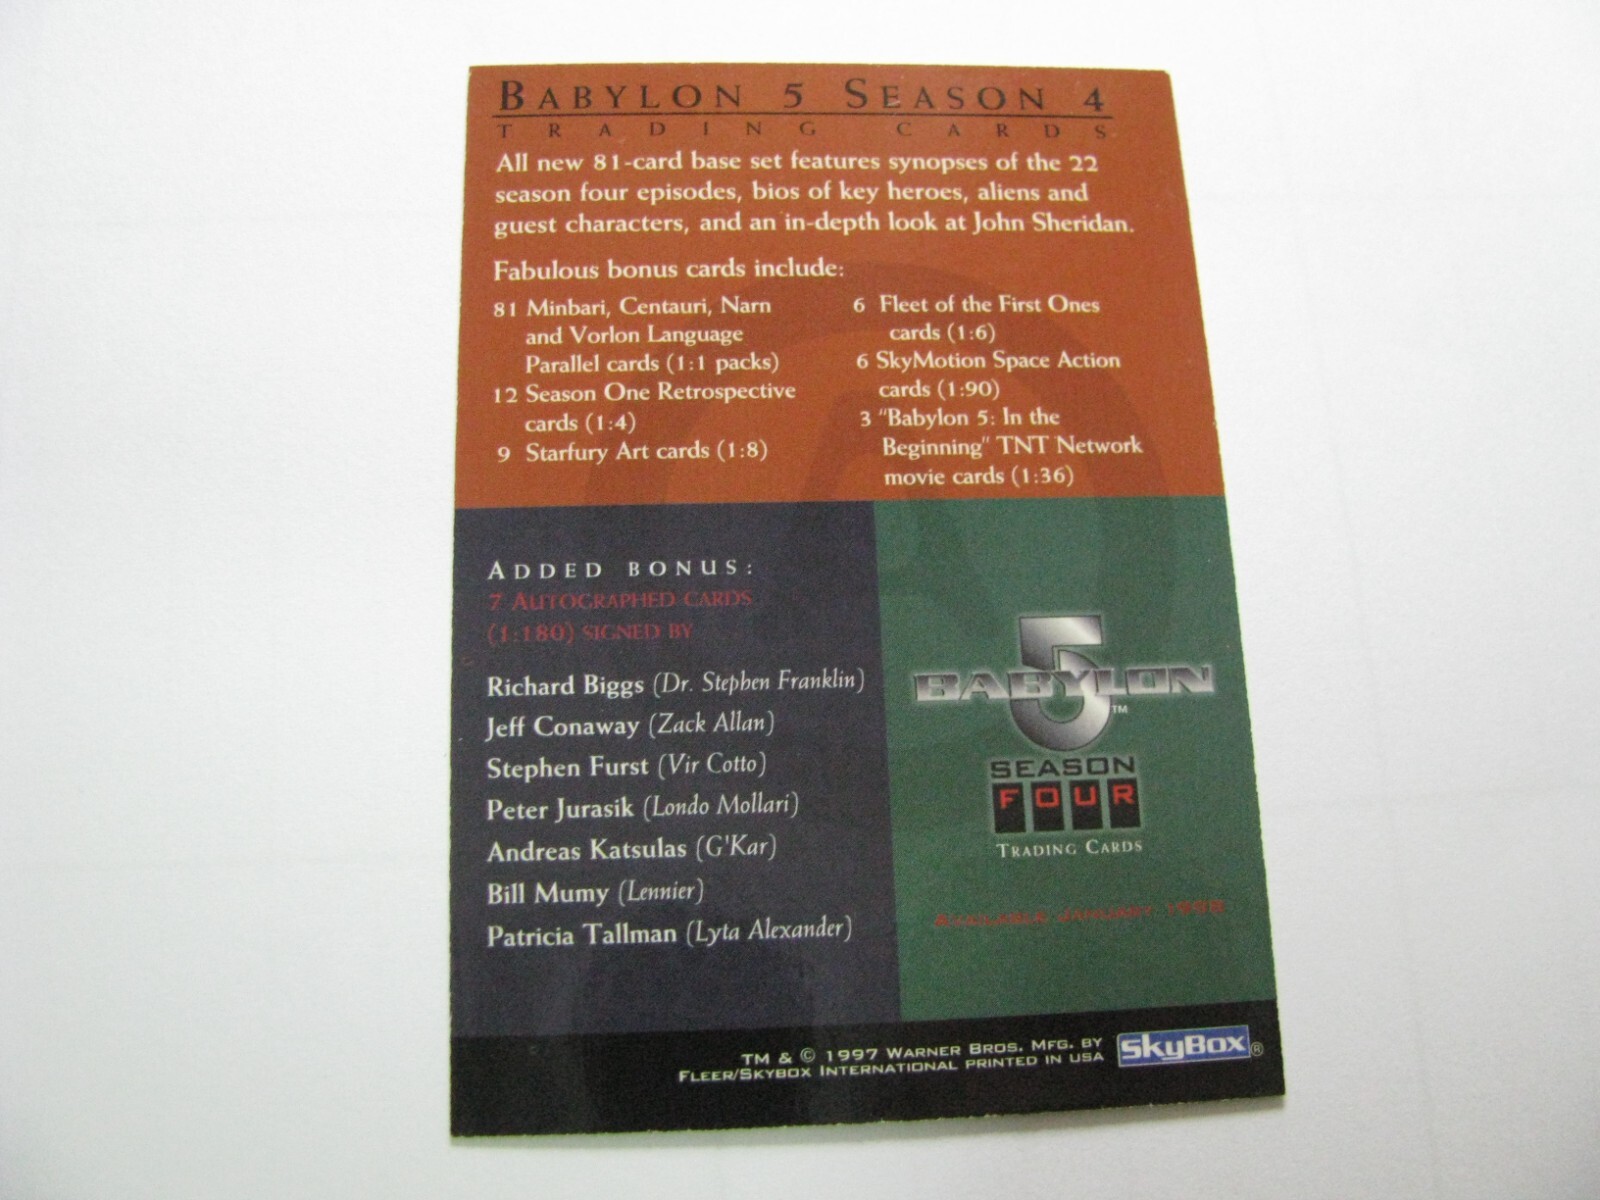 BABYLON 5 SEASON 4
TRADING CARDS
All new 81-card base set features synopses of the 22
season four episodes, bios of key heroes, aliens and
guest characters, and an in-depth look at John Sheridan.
Fabulous bonus cards include:
81 Minbari, Centauri, Narn
and Vorlon Language
Parallel cards (1:1 packs)
12 Season One Retrospective
cards (1:4)
9 Starfury Art cards (1:8)
6 Fleet of the First Ones
cards (1:6)
6 SkyMotion Space Action
cards (1:90)
3 "Babylon 5: In the
Beginning" TNT Network
movie cards (1:36)
ADDED BONUS:
7 AUTOGRAPHED CARDS
(1:180) SIGNED BY
Richard Biggs (Dr. Stephen Franklin)
Jeff Conaway (Zack Allan)
Stephen Furst (Vir Cotto)
Peter Jurasik (Londo Mollari)
Andreas Katsulas (G'Kar)
Bill Mumy (Lennier)
Patricia Tallman (Lyta Alexander)
5
BABYLON
TM
SEASON
FOUR
TRADING CARDS
AVAILABLE JANUARY 1998
TM & © 1997 WARNER BROS. MFG. BY
FLEER/SKYBOX INTERNATIONAL PRINTED IN USA
SkyBox®